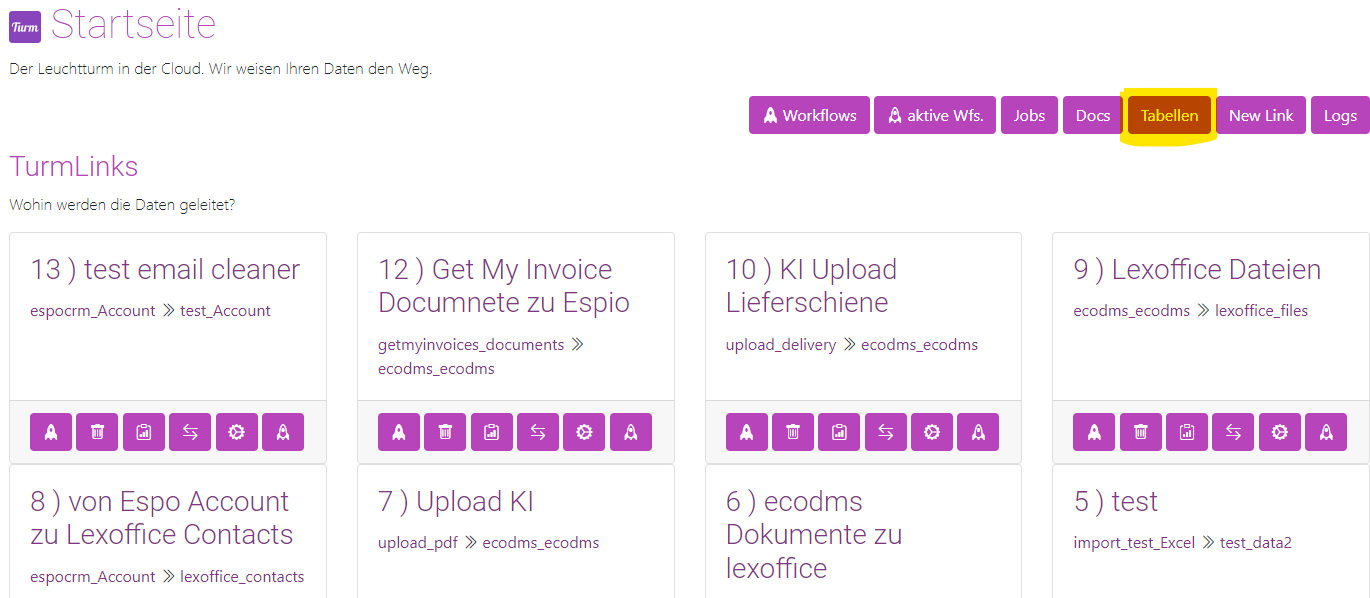 Turm Startseite
Der Leuchtturm in der Cloud. Wir weisen Ihren Daten den Weg.
Workflows aktive Wfs. Jobs Docs Tabellen New Link Logs
TurmLinks
Wohin werden die Daten geleitet?
13 ) test email cleaner
espocrm_Account » test_Account
12 ) Get My Invoice
Documnete zu Espio
getmyinvoices_documents »
ecodms_ecodms
10 ) KI Upload
Lieferschiene
upload_delivery » ecodms_ecodms
9 ) Lexoffice Dateien
ecodms_ecodms » lexoffice_files
8 ) von Espo Account
zu Lexoffice Contacts
espocrm_Account » lexoffice_contacts
7 ) Upload KI
upload_pdf » ecodms_ecodms
6 ) ecodms
Dokumente zu
lexoffice
5 ) test
import_test_Excel » test_data2